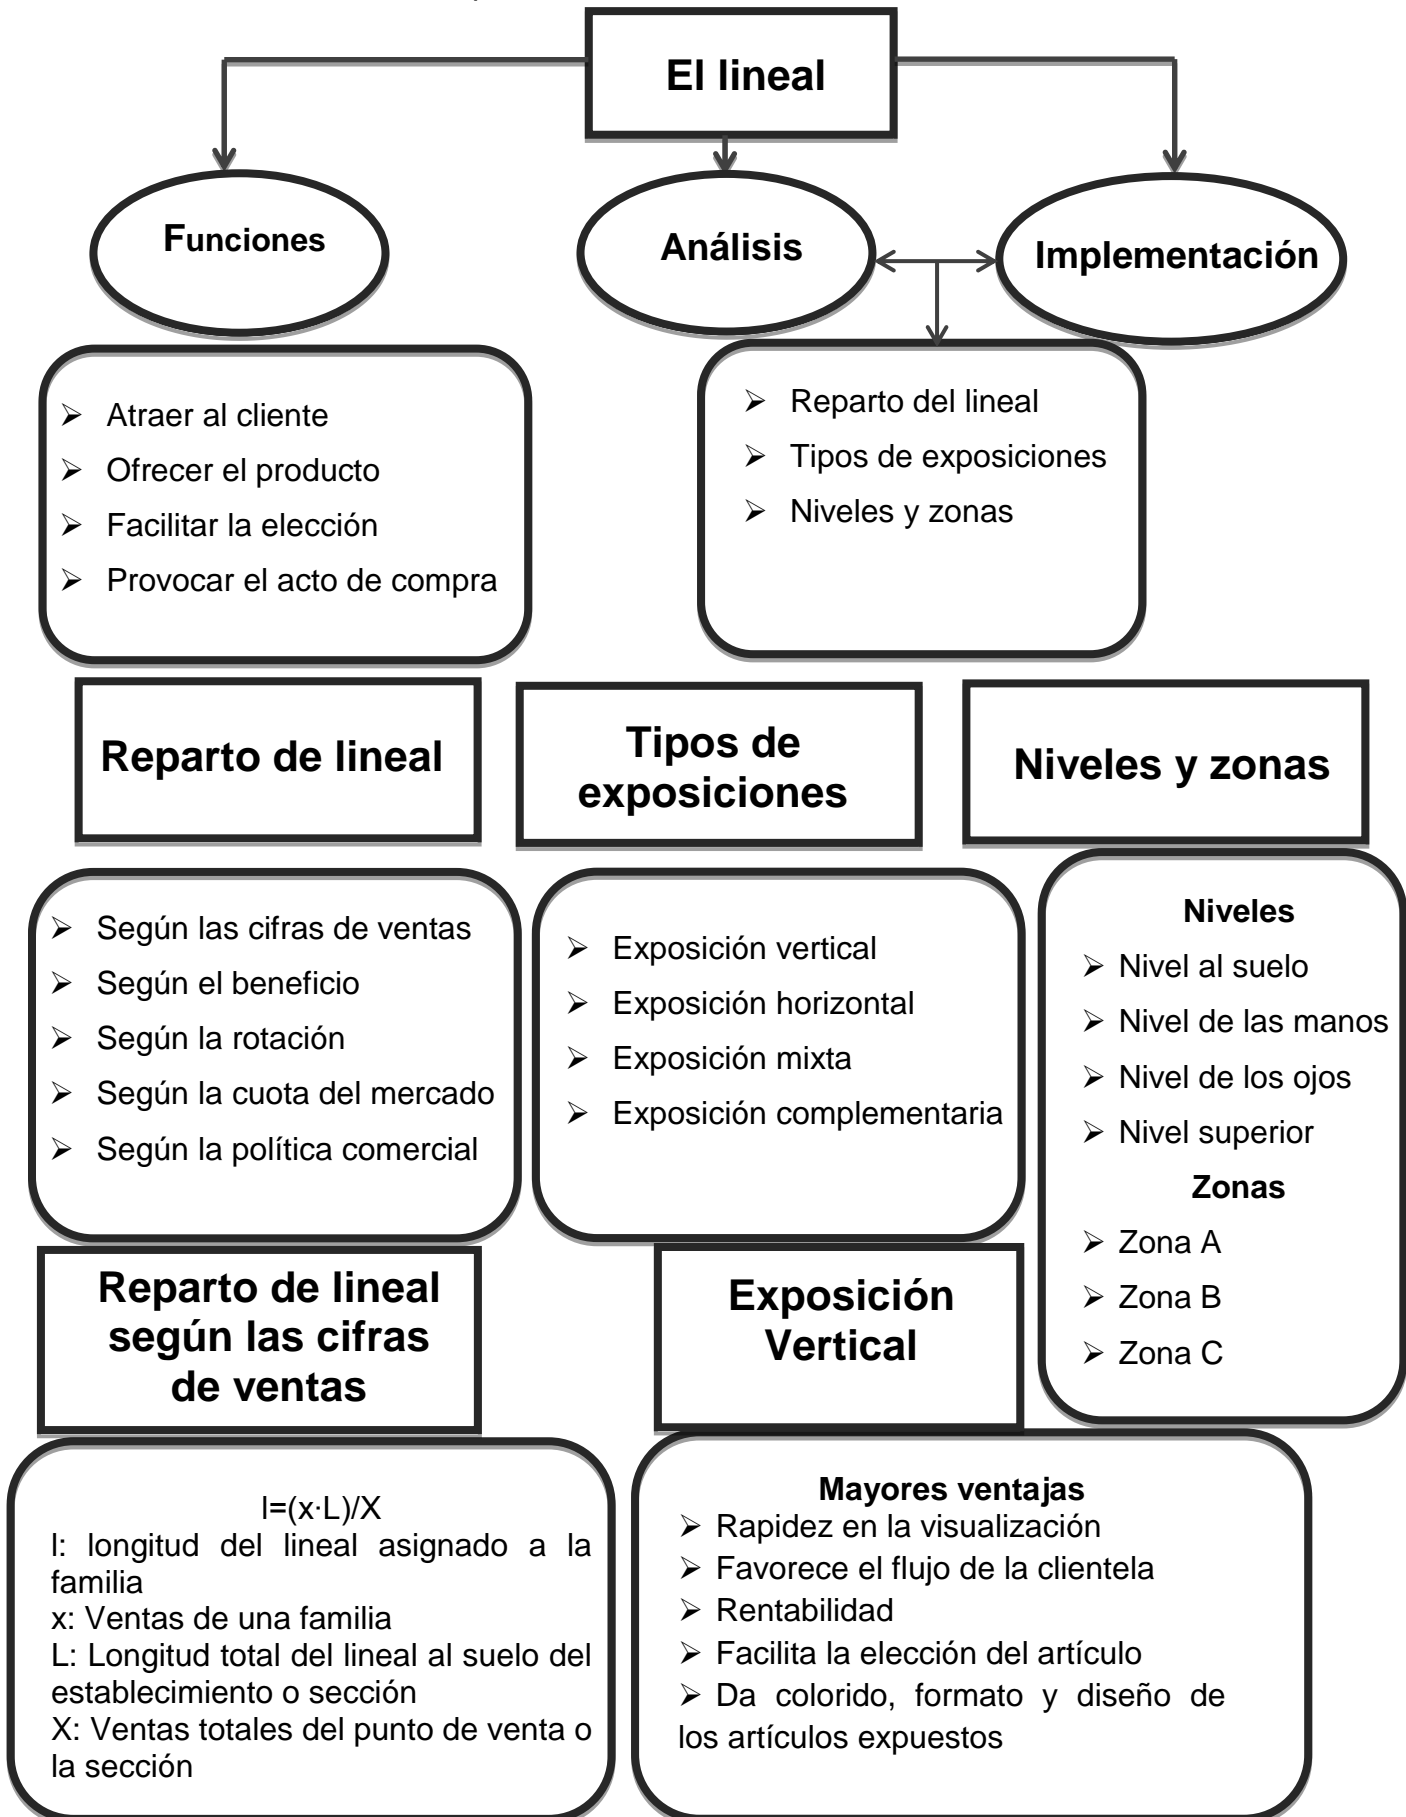 El lineal
Funciones
Análisis
Implementación
Atraer al cliente
Ofrecer el producto
Facilitar la elección
Provocar el acto de compra
Reparto del lineal
Tipos de exposiciones
Niveles y zonas
Reparto de lineal
Tipos de
exposiciones
Niveles y zonas
Según las cifras de ventas
Según el beneficio
Según la rotación
Según la cuota del mercado
Según la política comercial
Exposición vertical
Exposición horizontal
Exposición mixta
Exposición complementaria
Niveles
Nivel al suelo
Nivel de las manos
Nivel de los ojos
Nivel superior
Zonas
Zona A
Zona B
Zona C
Reparto de lineal
según las cifras
de ventas
Exposición
Vertical
l=(x·L)/X
l: longitud del lineal asignado a la
familia
x: Ventas de una familia
L: Longitud total del lineal al suelo del
establecimiento o sección
X: Ventas totales del punto de venta o
la sección
Mayores ventajas
Rapidez en la visualización
Favorece el flujo de la clientela
Rentabilidad
Facilita la elección del artículo
Da colorido, formato y diseño de
los artículos expuestos